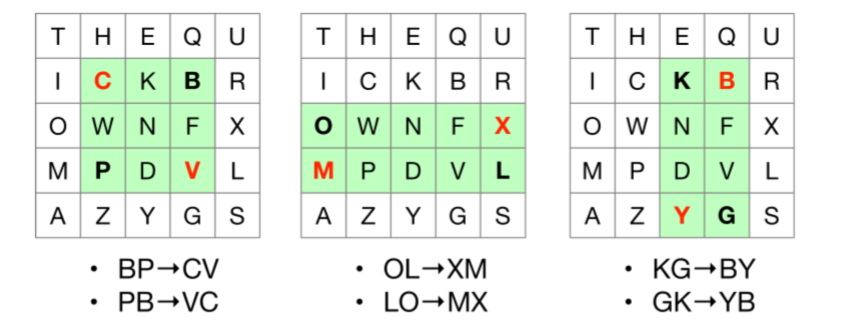 T H E Q U
I C K B R
O W N F X
M P D V L
A Z Y G S
• BP→CV
• PB→VC
T H E Q U
I C K B R
O W N F X
M P D V L
A Z Y G S
• OL→XM
• LO→MX
T H E Q U
I C K B R
O W N F X
M P D V L
A Z Y G S
• KG→BY
• GK→YB